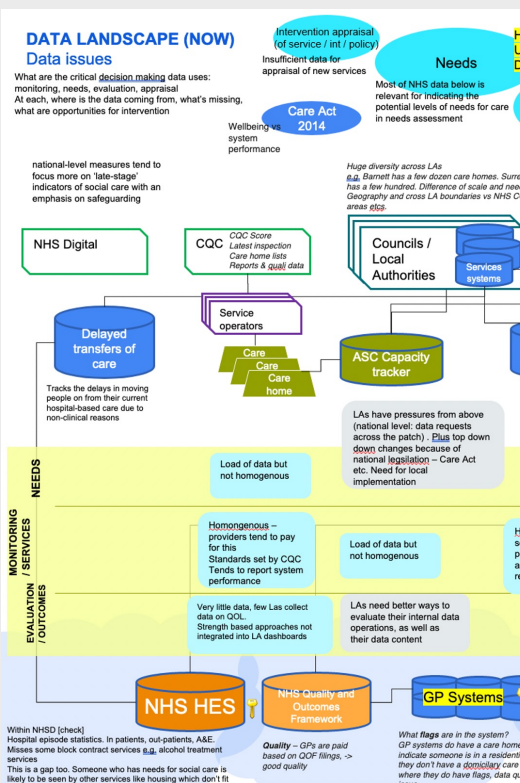 DATA LANDSCAPE (NOW)
Data issues
What are the critical decision making data uses:
monitoring, needs, evaluation, appraisal
At each, where is the data coming from, what's missing,
what are opportunities for intervention
Intervention appraisal
(of service / int / policy)
Insufficient data for
appraisal of new services
Needs
Most of NHS data below is
relevant for indicating the
potential levels of needs for care
in needs assessment
Care Act
2014
Wellbeing vs
system
performance
national-level measures tend to
focus more on 'late-stage'
indicators of social care with an
emphasis on safeguarding
Huge diversity across LAs
e.g. Barnett has a few dozen care homes. Surre
has a few hundred. Difference of scale and nee
Geography and cross LA boundaries vs NHS C
areas etcs.
NHS Digital
CQC
CQC Score
Latest inspection
Care home lists
Reports & quali data
Councils /
Local
Authorities
Services
systems
Service
operators
Delayed
transfers of
care
Care
Care
Care
home
ASC Capacity
tracker
Tracks the delays in moving
people on from their current
hospital-based care due to
non-clinical reasons
LAs have pressures from above
(national level: data requests
across the patch) . Plus top down
down changes because of
national legsilation – Care Act
etc. Need for local
implementation
NEEDS
Load of data but
not homogenous
MONITORING
/ SERVICES
Homongenous –
providers tend to pay
for this
Standards set by CQC
Tends to report system
performance
Load of data but
not homogenous
EVALUATION
/ OUTCOMES
Very little data, few Las collect
data on QOL.
Strength based approaches not
integrated into LA dashboards
LAs need better ways to
evaluate their internal data
operations, as well as
their data content
NHS HES
NHS Quality and
Outcomes
Framework
GP Systems
Within NHSD [check]
Hospital episode statistics. In patients, out-patients, A&E.
Misses some block contract services e.g. alcohol treatment
services
This is a gap too. Someone who has needs for social care is
likely to be seen by other services like housing which don't fit
Quality – GPs are paid
based on QOF filings, ->
good quality
What flags are in the system?
GP systems do have a care home
indicate someone is in a residenti
they don't have a domiciliary care
where they do have flags, data qu